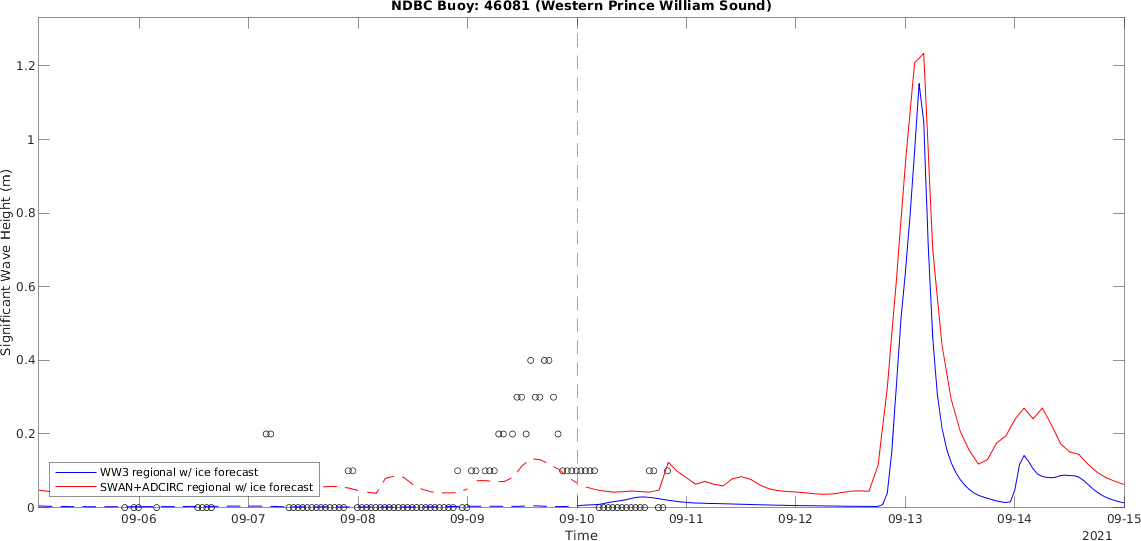 NDBC Buoy: 46081 (Western Prince William Sound)
Significant Wave Height (m)
1.2
1
0.8
0.6
0.4
0.2
0
WW3 regional w/ ice forecast
SWAN+ADCIRC regional w/ ice forecast
09-06 09-07 09-08 09-09 09-10 09-11 09-12 09-13 09-14 09-15
Time
2021